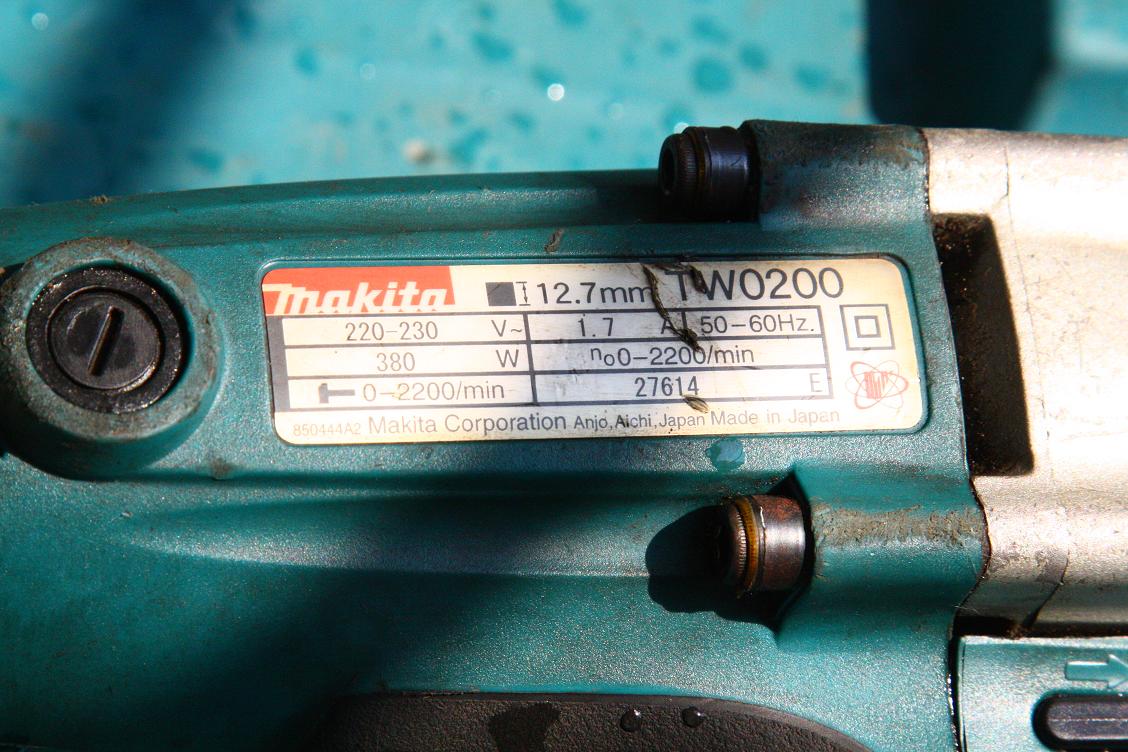 makita 12.7mm TW0200
220-230 V~ 1.7 A 50-60Hz.
380 W no0-2200/min
0-2200/min 27614 E
850444A2 Makita Corporation Anjo, Aichi, Japan Made in Japan